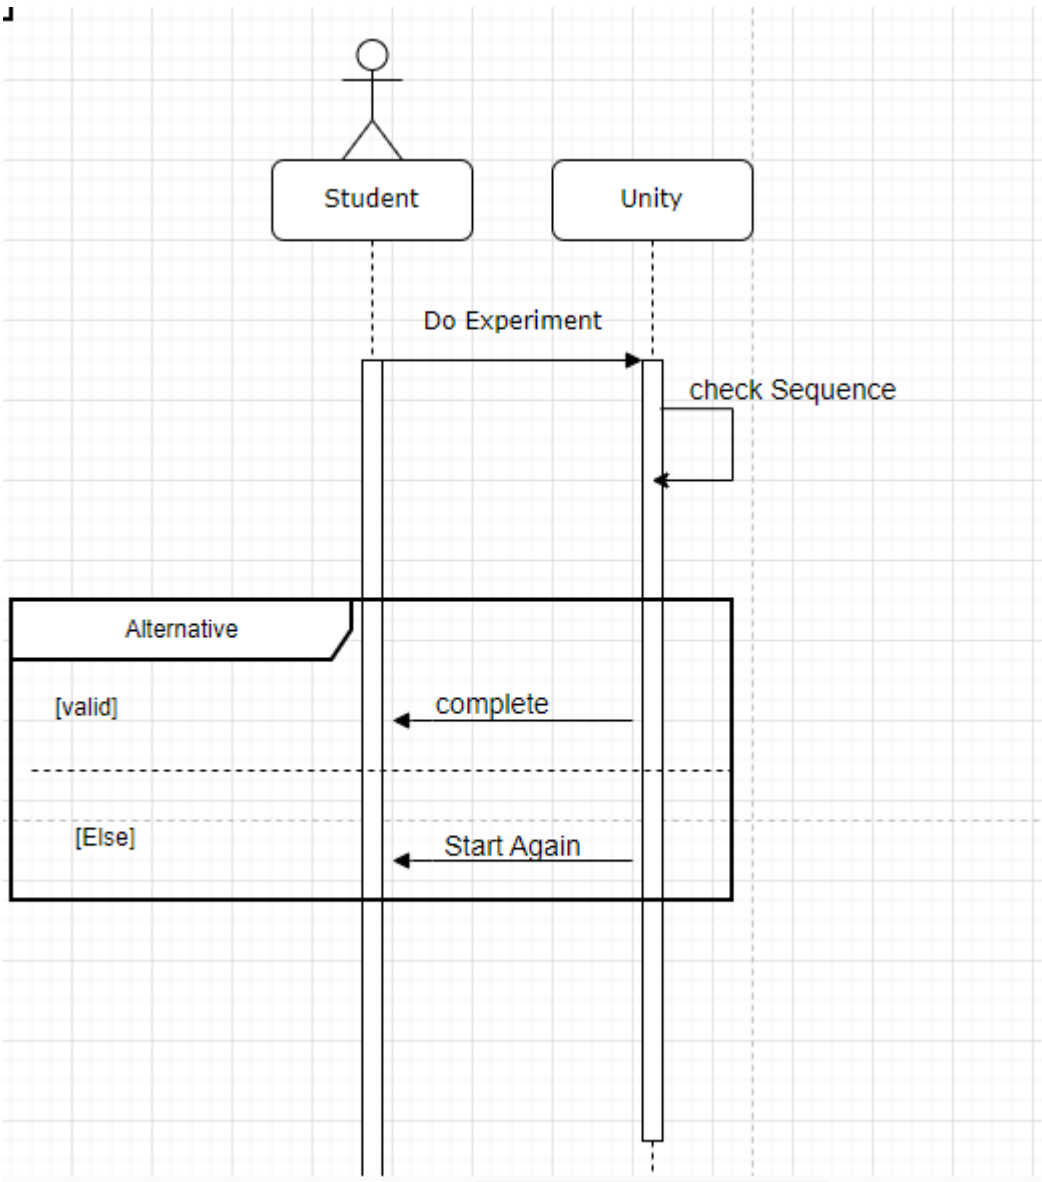 Student
Unity
Do Experiment
check Sequence
Alternative
[valid]
complete
[Else]
Start Again